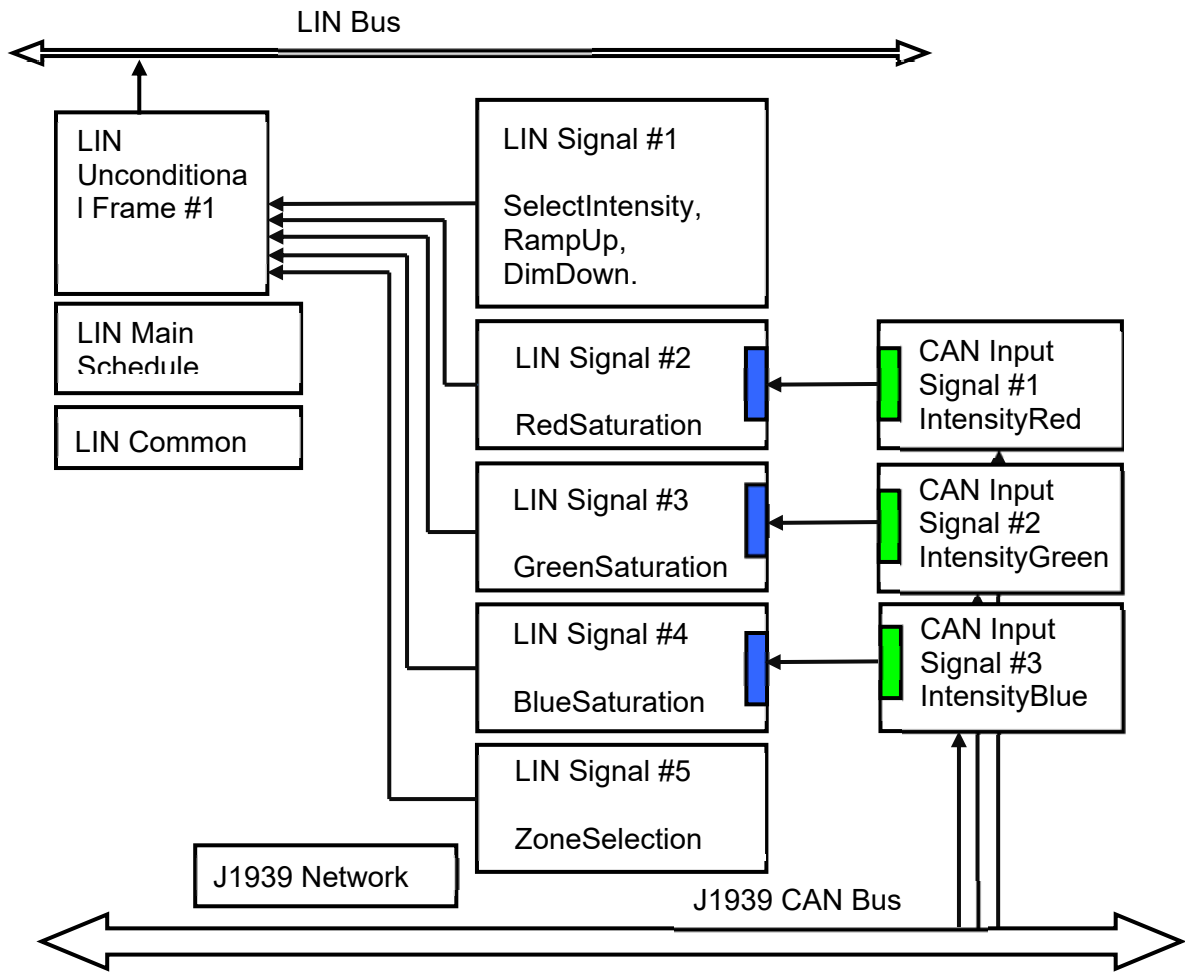 LIN Bus
LIN
Unconditiona
l Frame #1
LIN Main
Schedule
LIN Common
LIN Signal #1
SelectIntensity,
RampUp,
DimDown.
LIN Signal #2
RedSaturation
LIN Signal #3
GreenSaturation
LIN Signal #4
BlueSaturation
LIN Signal #5
ZoneSelection
CAN Input
Signal #1
IntensityRed
CAN Input
Signal #2
IntensityGreen
CAN Input
Signal #3
IntensityBlue
J1939 Network
J1939 CAN Bus